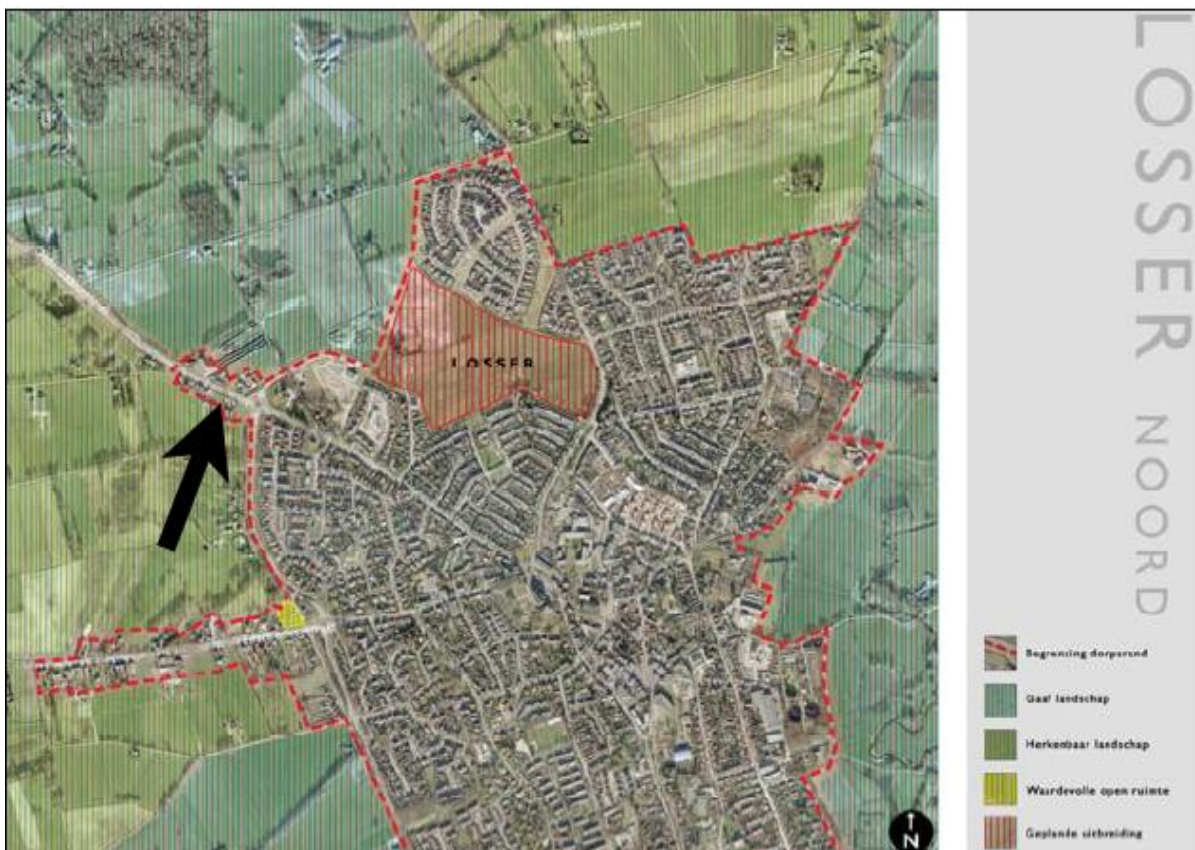 LOSSER
LOSSER NOORD
Begrenzing dorpsrand
Gaaf landschap
Herkenbaar landschap
Waardevolle open ruimte
Geplande uitbreiding
N